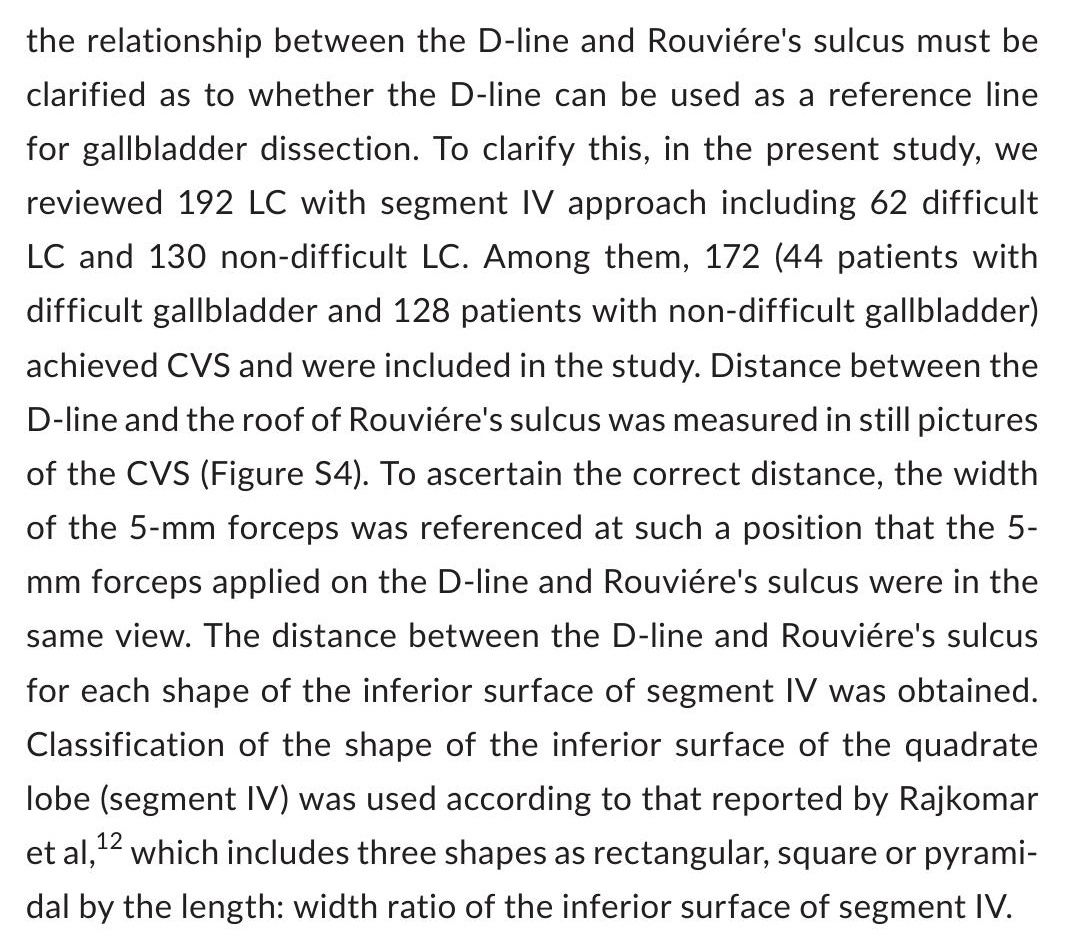 the relationship between the D-line and Rouviére's sulcus must be
clarified as to whether the D-line can be used as a reference line
for gallbladder dissection. To clarify this, in the present study, we
reviewed 192 LC with segment IV approach including 62 difficult
LC and 130 non-difficult LC. Among them, 172 (44 patients with
difficult gallbladder and 128 patients with non-difficult gallbladder)
achieved CVS and were included in the study. Distance between the
D-line and the roof of Rouviére's sulcus was measured in still pictures
of the CVS (Figure S4). To ascertain the correct distance, the width
of the 5-mm forceps was referenced at such a position that the 5-
mm forceps applied on the D-line and Rouviére's sulcus were in the
same view. The distance between the D-line and Rouviére's sulcus
for each shape of the inferior surface of segment IV was obtained.
Classification of the shape of the inferior surface of the quadrate
lobe (segment IV) was used according to that reported by Rajkomar
et al,12 which includes three shapes as rectangular, square or pyrami-
dal by the length: width ratio of the inferior surface of segment IV.